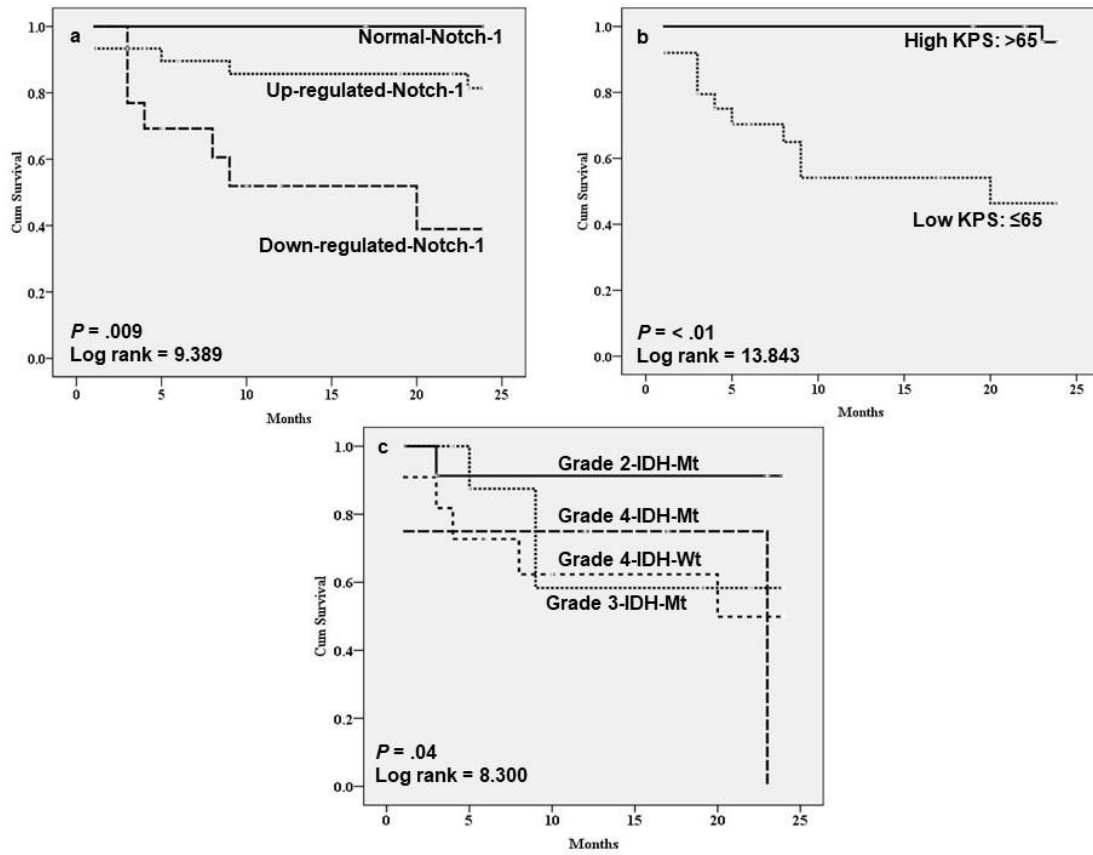 a
1.0
0.8
0.6
0.4
0.2
0.0
Cum Survival
Normal-Notch-1
Up-regulated-Notch-1
Down-regulated-Notch-1
P = .009
Log rank = 9.389
0 5 10 15 20 25
Months
b
1.0
0.8
0.6
0.4
0.2
0.0
Cum Survival
High KPS: >65
Low KPS: ≤65
P = < .01
Log rank = 13.843
0 5 10 15 20 25
Months
c
1.0
0.8
0.6
0.4
0.2
0.0
Cum Survival
Grade 2-IDH-Mt
Grade 4-IDH-Mt
Grade 4-IDH-Wt
Grade 3-IDH-Mt
P = .04
Log rank = 8.300
0 5 10 15 20 25
Months